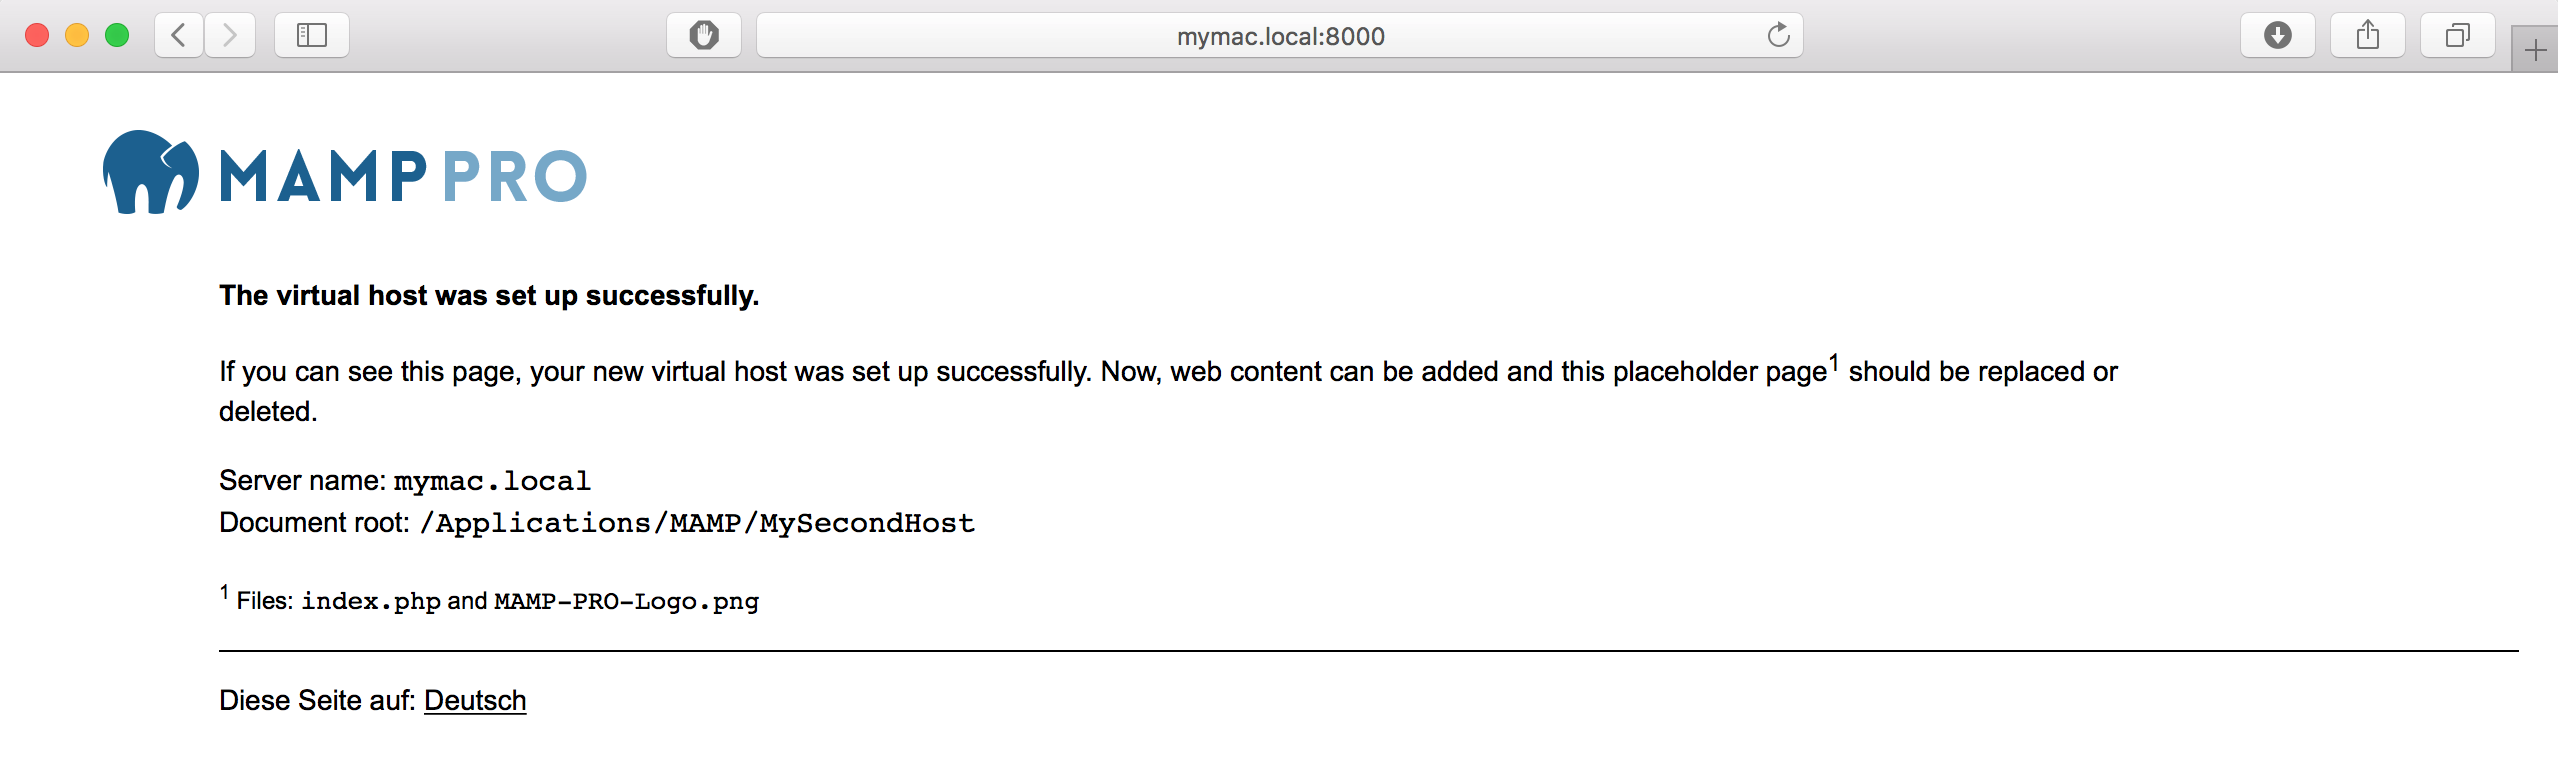 mymac.local:8000
MAMP PRO
The virtual host was set up successfully.
If you can see this page, your new virtual host was set up successfully. Now, web content can be added and this placeholder page1 should be replaced or
deleted.
Server name: mymac.local
Document root: /Applications/MAMP/MySecondHost
1 Files: index.php and MAMP-PRO-Logo.png
Diese Seite auf: Deutsch